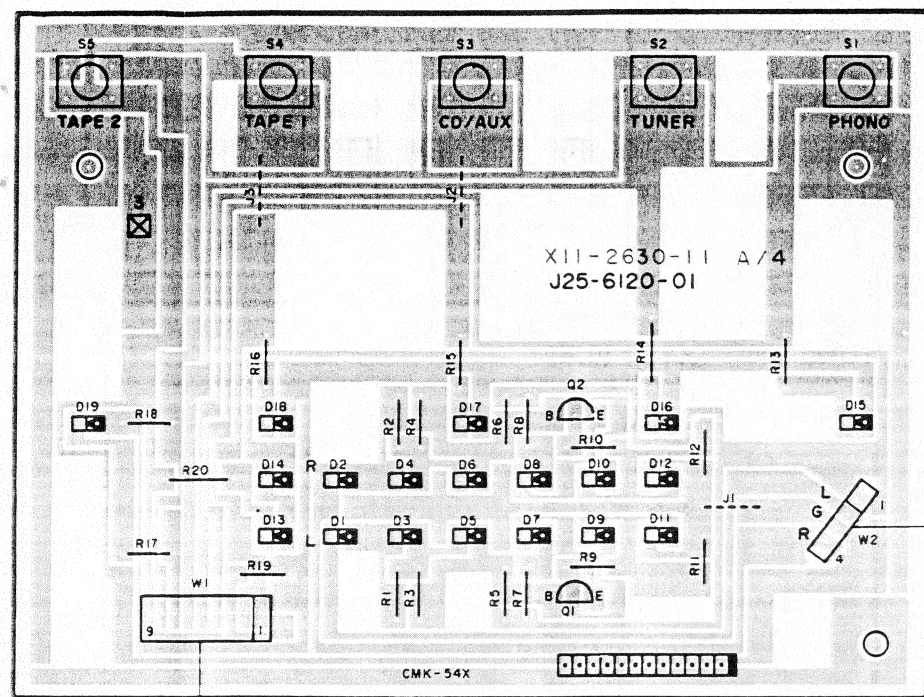 S5 S4 S3 S2 S1
TAPE 2 TAPE 1 CD/AUX TUNER PHONO
J3 J2
X11-2630-11 A/4
J25-6120-01
R16 R15 R14 R13
Q2
D19 R18 D18 R2 R4 D17 R6 R8 B E D16 D15
R10 R12
R20 D14 R D2 D4 D6 D8 D10 D12
L
G
R
1
4
W2
J1
D13 L D1 D3 D5 D7 D9 D11
R17 R19 R9 R11
W1 R1 R3 R5 R7 B E
Q1
9 1
CMK-54X